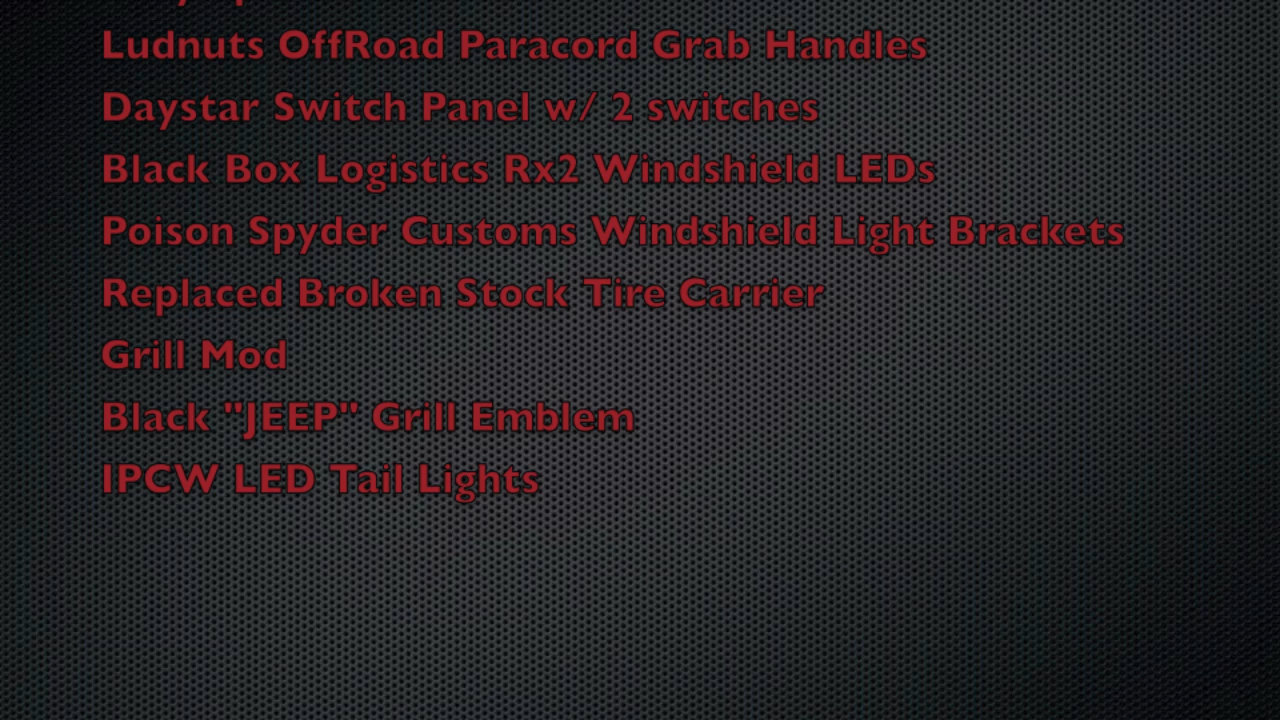 Ludnuts OffRoad Paracord Grab Handles
Daystar Switch Panel w/ 2 switches
Black Box Logistics Rx2 Windshield LEDs
Poison Spyder Customs Windshield Light Brackets
Replaced Broken Stock Tire Carrier
Grill Mod
Black "JEEP" Grill Emblem
IPCW LED Tail Lights